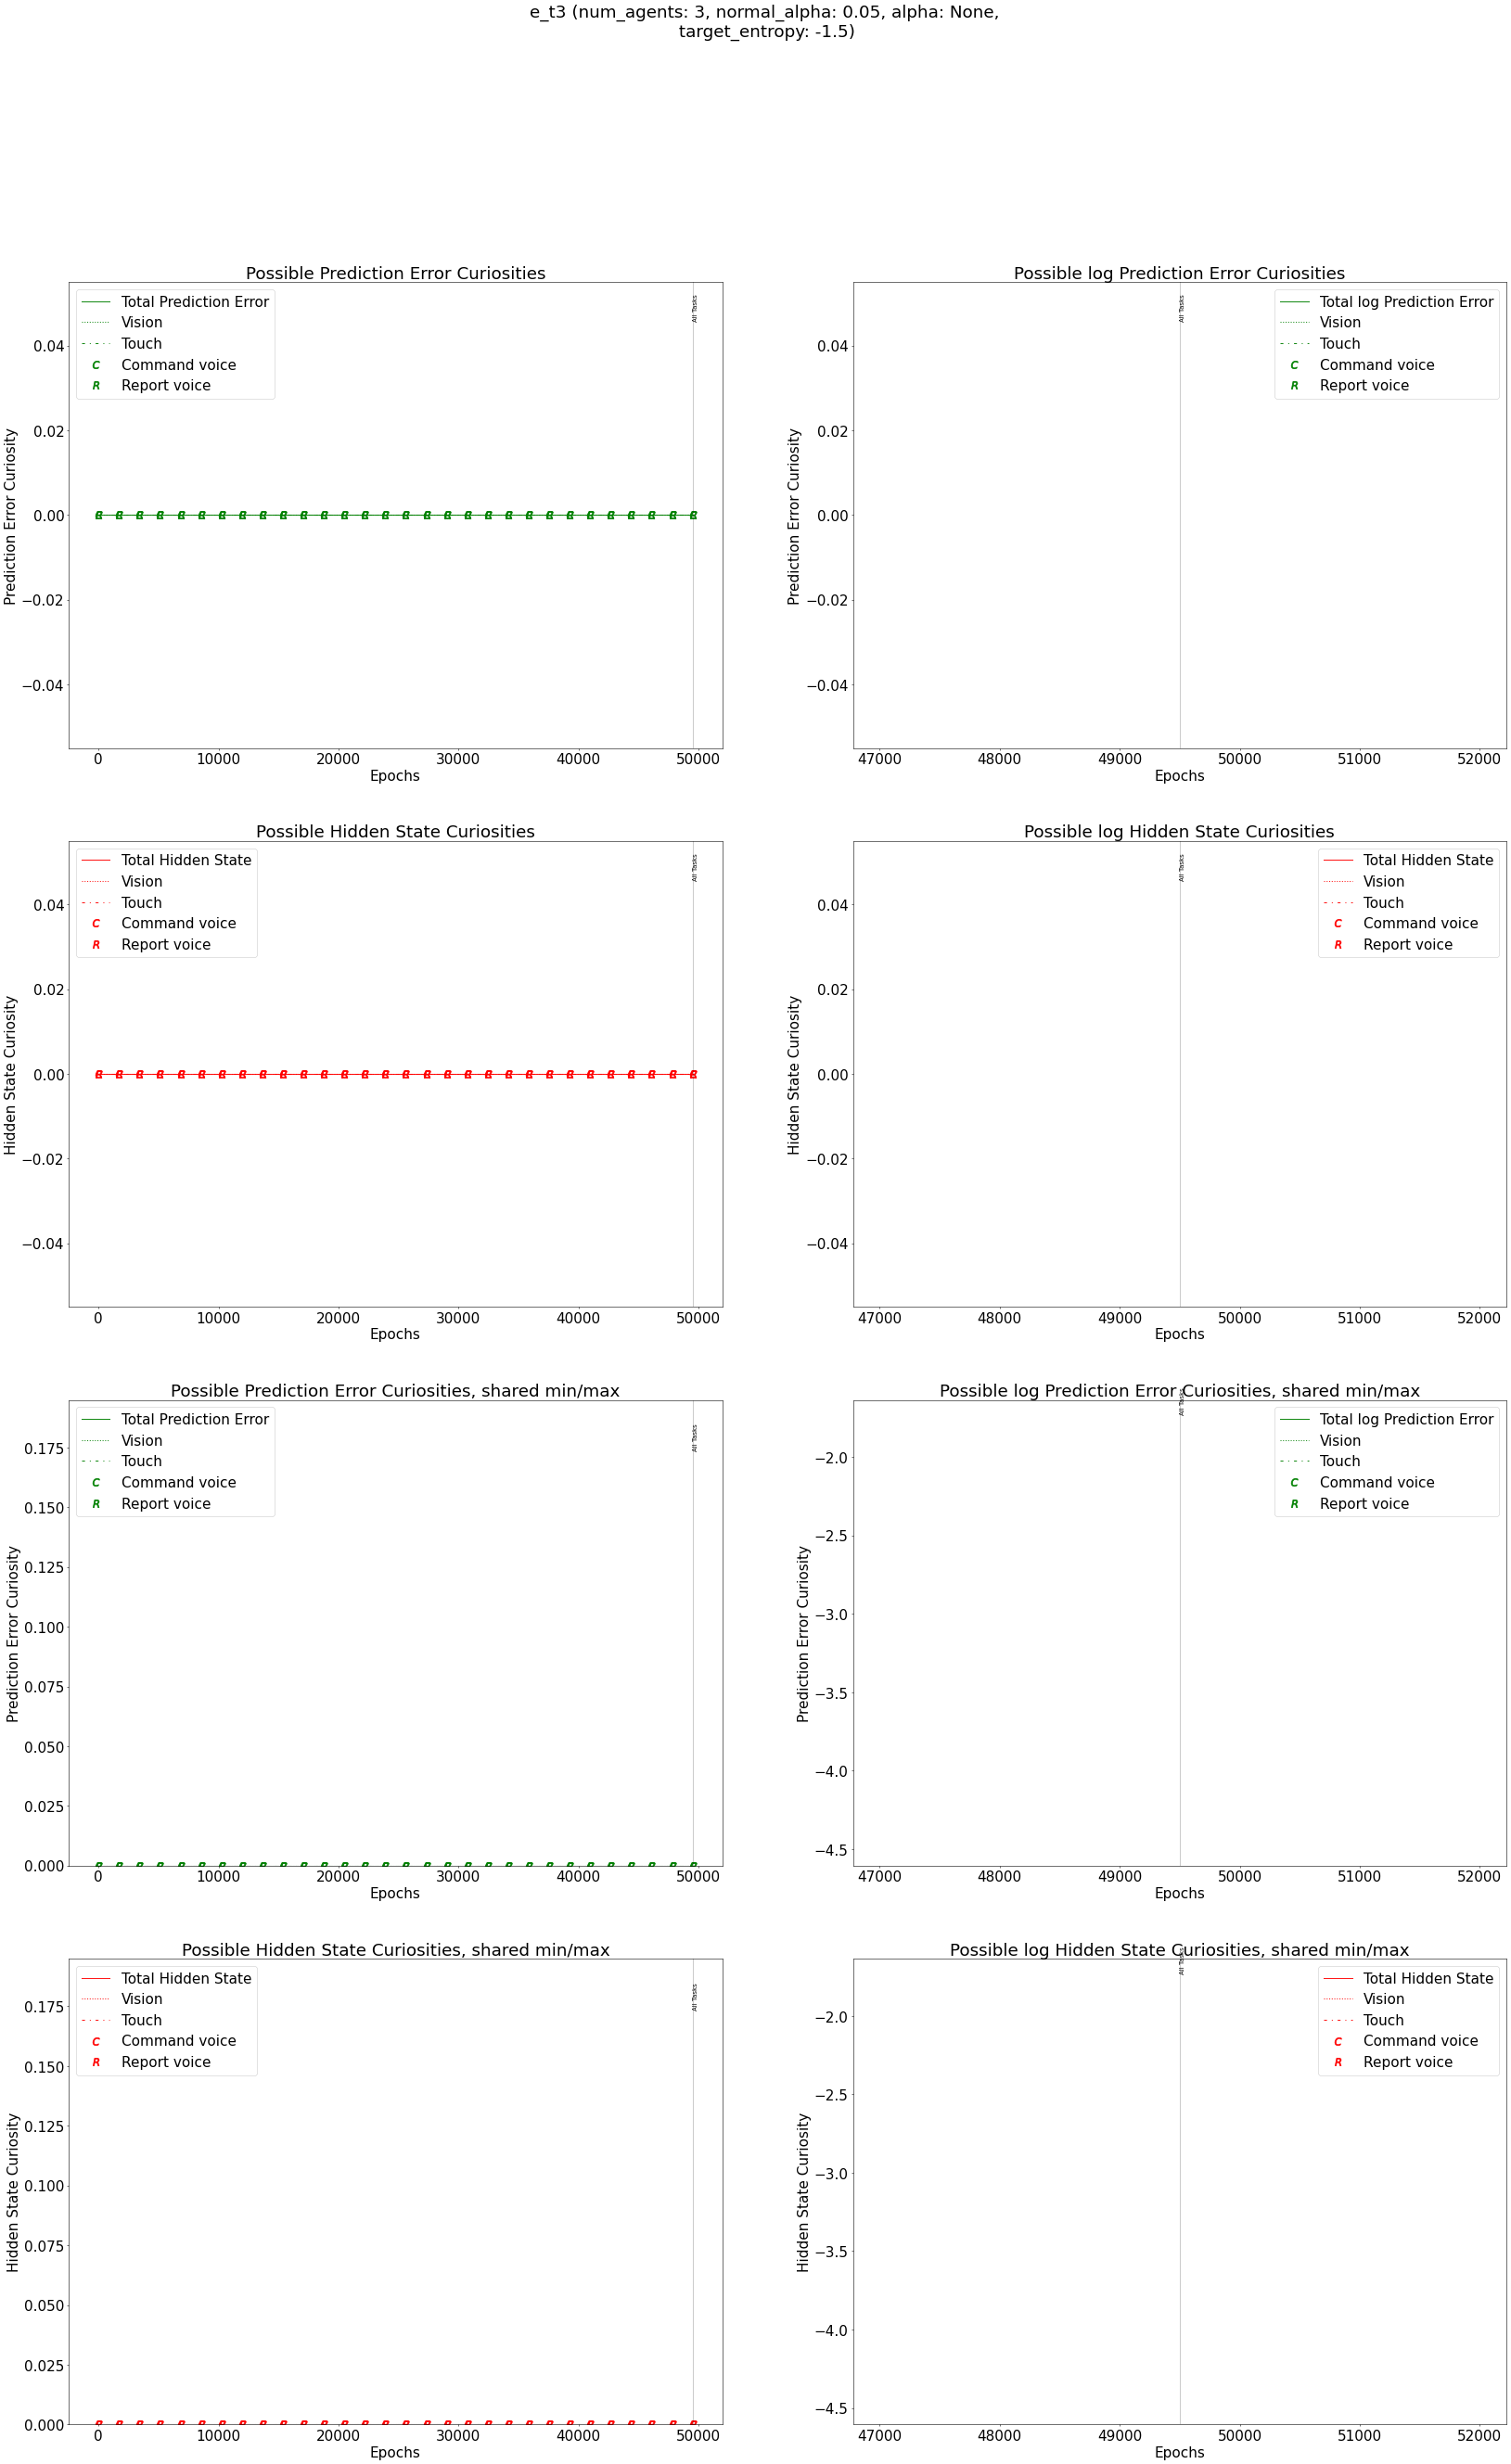 e_t3 (num_agents: 3, normal_alpha: 0.05, alpha: None,
target_entropy: -1.5)
Possible Prediction Error Curiosities
Total Prediction Error
Vision
Touch
C Command voice
R Report voice
All Tasks
Prediction Error Curiosity
0.04
0.02
0.00
−0.02
−0.04
0 10000 20000 30000 40000 50000
Epochs
Possible log Prediction Error Curiosities
Total log Prediction Error
Vision
Touch
C Command voice
R Report voice
All Tasks
Prediction Error Curiosity
0.04
0.02
0.00
−0.02
−0.04
47000 48000 49000 50000 51000 52000
Epochs
Possible Hidden State Curiosities
Total Hidden State
Vision
Touch
C Command voice
R Report voice
All Tasks
Hidden State Curiosity
0.04
0.02
0.00
−0.02
−0.04
0 10000 20000 30000 40000 50000
Epochs
Possible log Hidden State Curiosities
Total Hidden State
Vision
Touch
C Command voice
R Report voice
All Tasks
Hidden State Curiosity
0.04
0.02
0.00
−0.02
−0.04
47000 48000 49000 50000 51000 52000
Epochs
Possible Prediction Error Curiosities, shared min/max
Total Prediction Error
Vision
Touch
C Command voice
R Report voice
All Tasks
Prediction Error Curiosity
0.175
0.150
0.125
0.100
0.075
0.050
0.025
0.000
0 10000 20000 30000 40000 50000
Epochs
Possible log Prediction Error Curiosities, shared min/max
Total log Prediction Error
Vision
Touch
C Command voice
R Report voice
All Tasks
Prediction Error Curiosity
−2.0
−2.5
−3.0
−3.5
−4.0
−4.5
47000 48000 49000 50000 51000 52000
Epochs
Possible Hidden State Curiosities, shared min/max
Total Hidden State
Vision
Touch
C Command voice
R Report voice
All Tasks
Hidden State Curiosity
0.175
0.150
0.125
0.100
0.075
0.050
0.025
0.000
0 10000 20000 30000 40000 50000
Epochs
Possible log Hidden State Curiosities, shared min/max
Total Hidden State
Vision
Touch
C Command voice
R Report voice
All Tasks
Hidden State Curiosity
−2.0
−2.5
−3.0
−3.5
−4.0
−4.5
47000 48000 49000 50000 51000 52000
Epochs